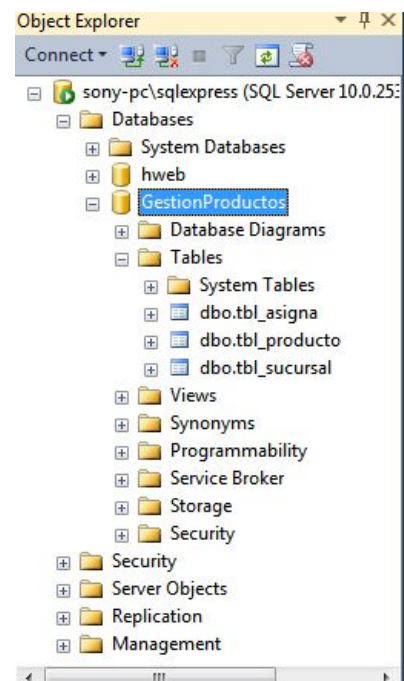 Object Explorer
Connect
sony-pc\sqlexpress (SQL Server 10.0.253
Databases
System Databases
hweb
GestionProductos
Database Diagrams
Tables
System Tables
dbo.tbl_asigna
dbo.tbl_producto
dbo.tbl_sucursal
Views
Synonyms
Programmability
Service Broker
Storage
Security
Security
Server Objects
Replication
Management